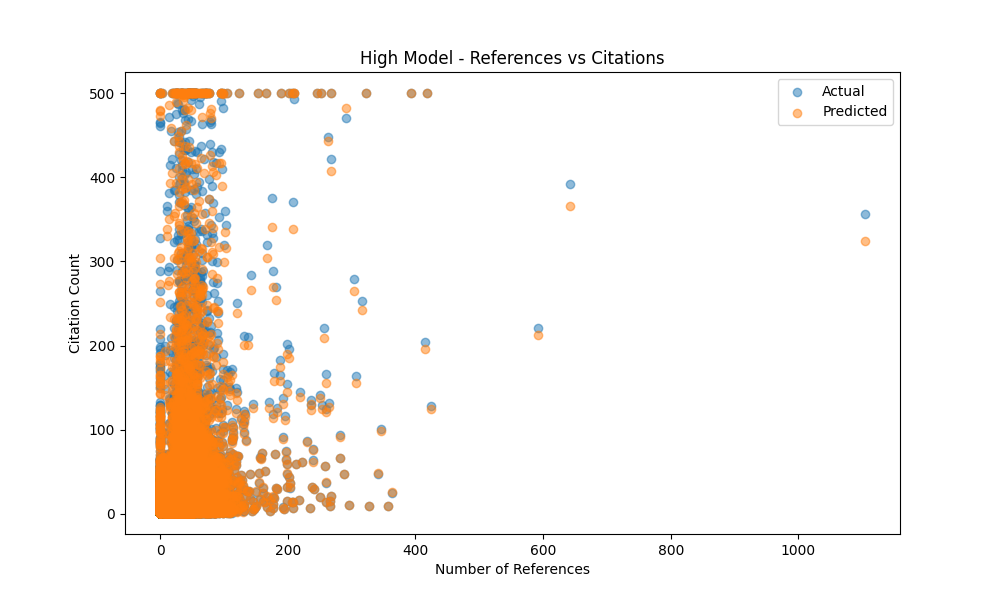 High Model - References vs Citations
Actual
Predicted
Citation Count
500
400
300
200
100
0
0 200 400 600 800 1000
Number of References